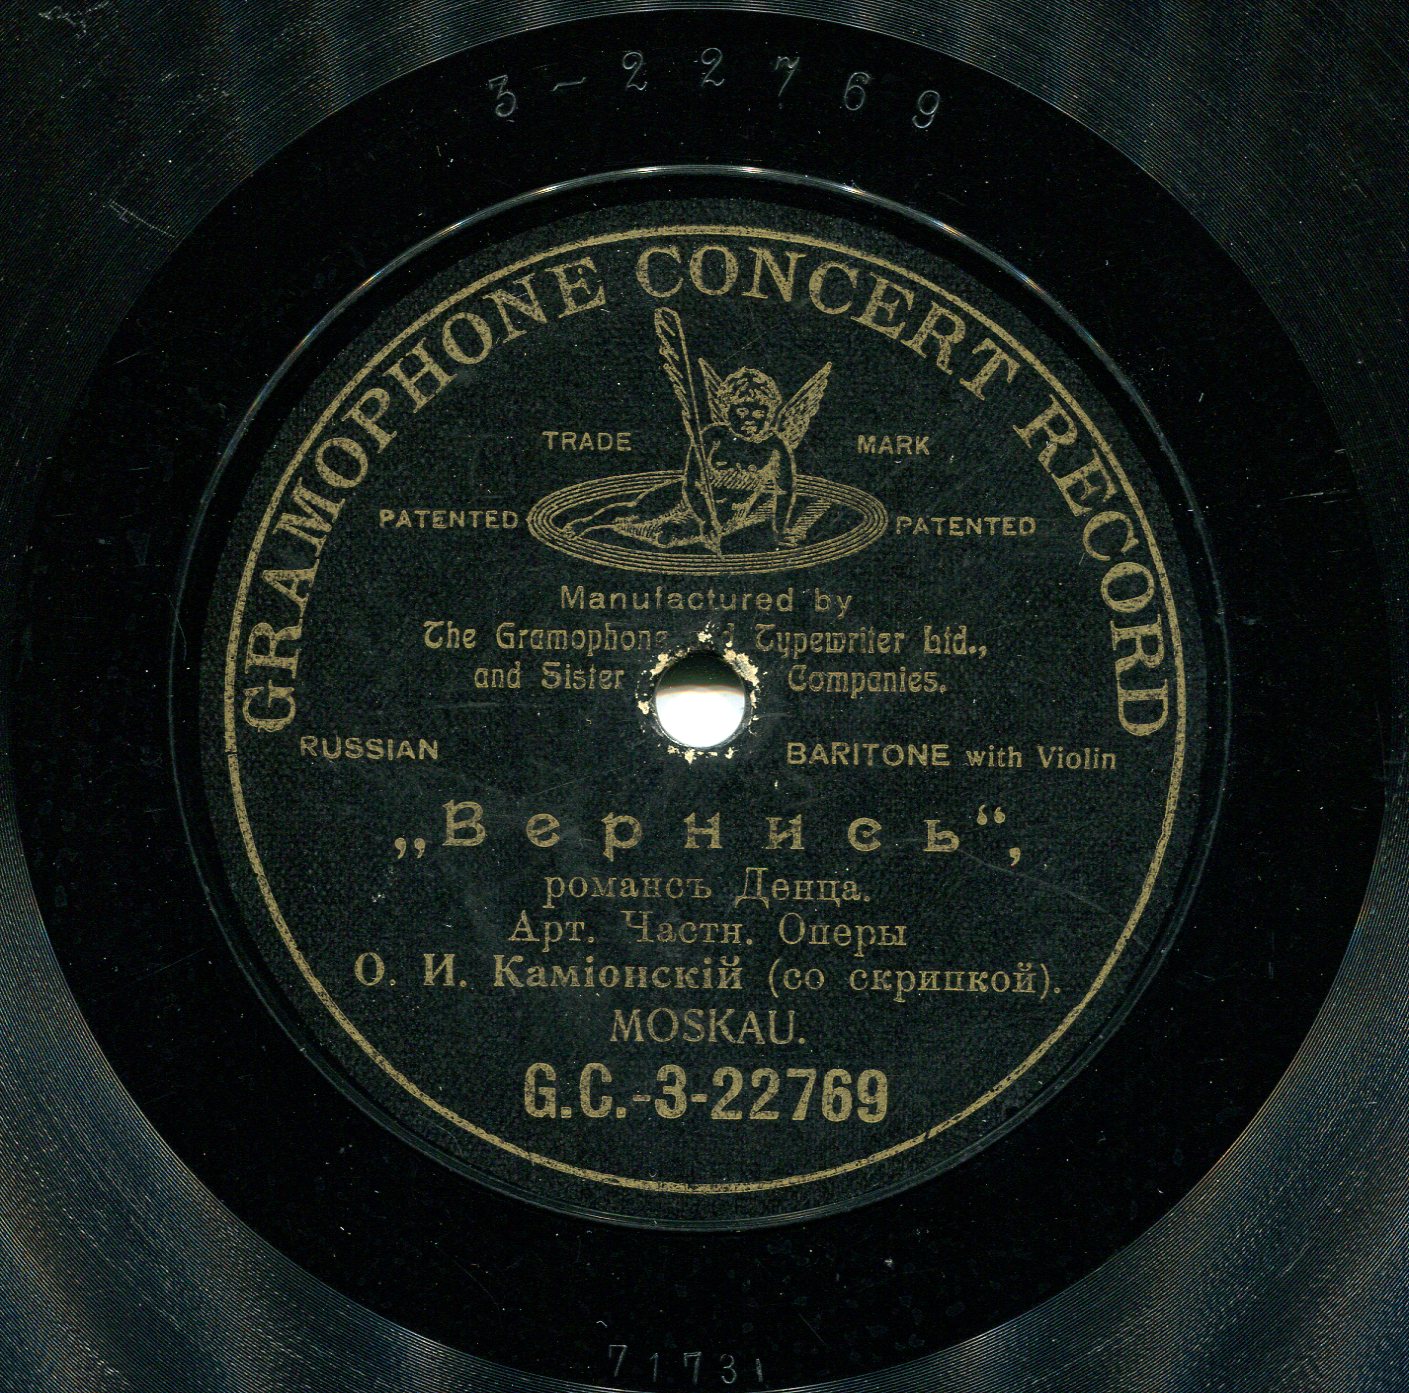 3-22769
GRAMOPHONE CONCERT RECORD
TRADE MARK
PATENTED PATENTED
Manufactured by
The Gramophone Typewriter Ltd.,
and Sister Companies.
RUSSIAN BARITONE with Violin
„Вернись“,
романсъ Денца.
Арт. Частн. Оперы
О. И. Каміонскій (со скрипкой).
MOSKAU.
G.C.-3-22769